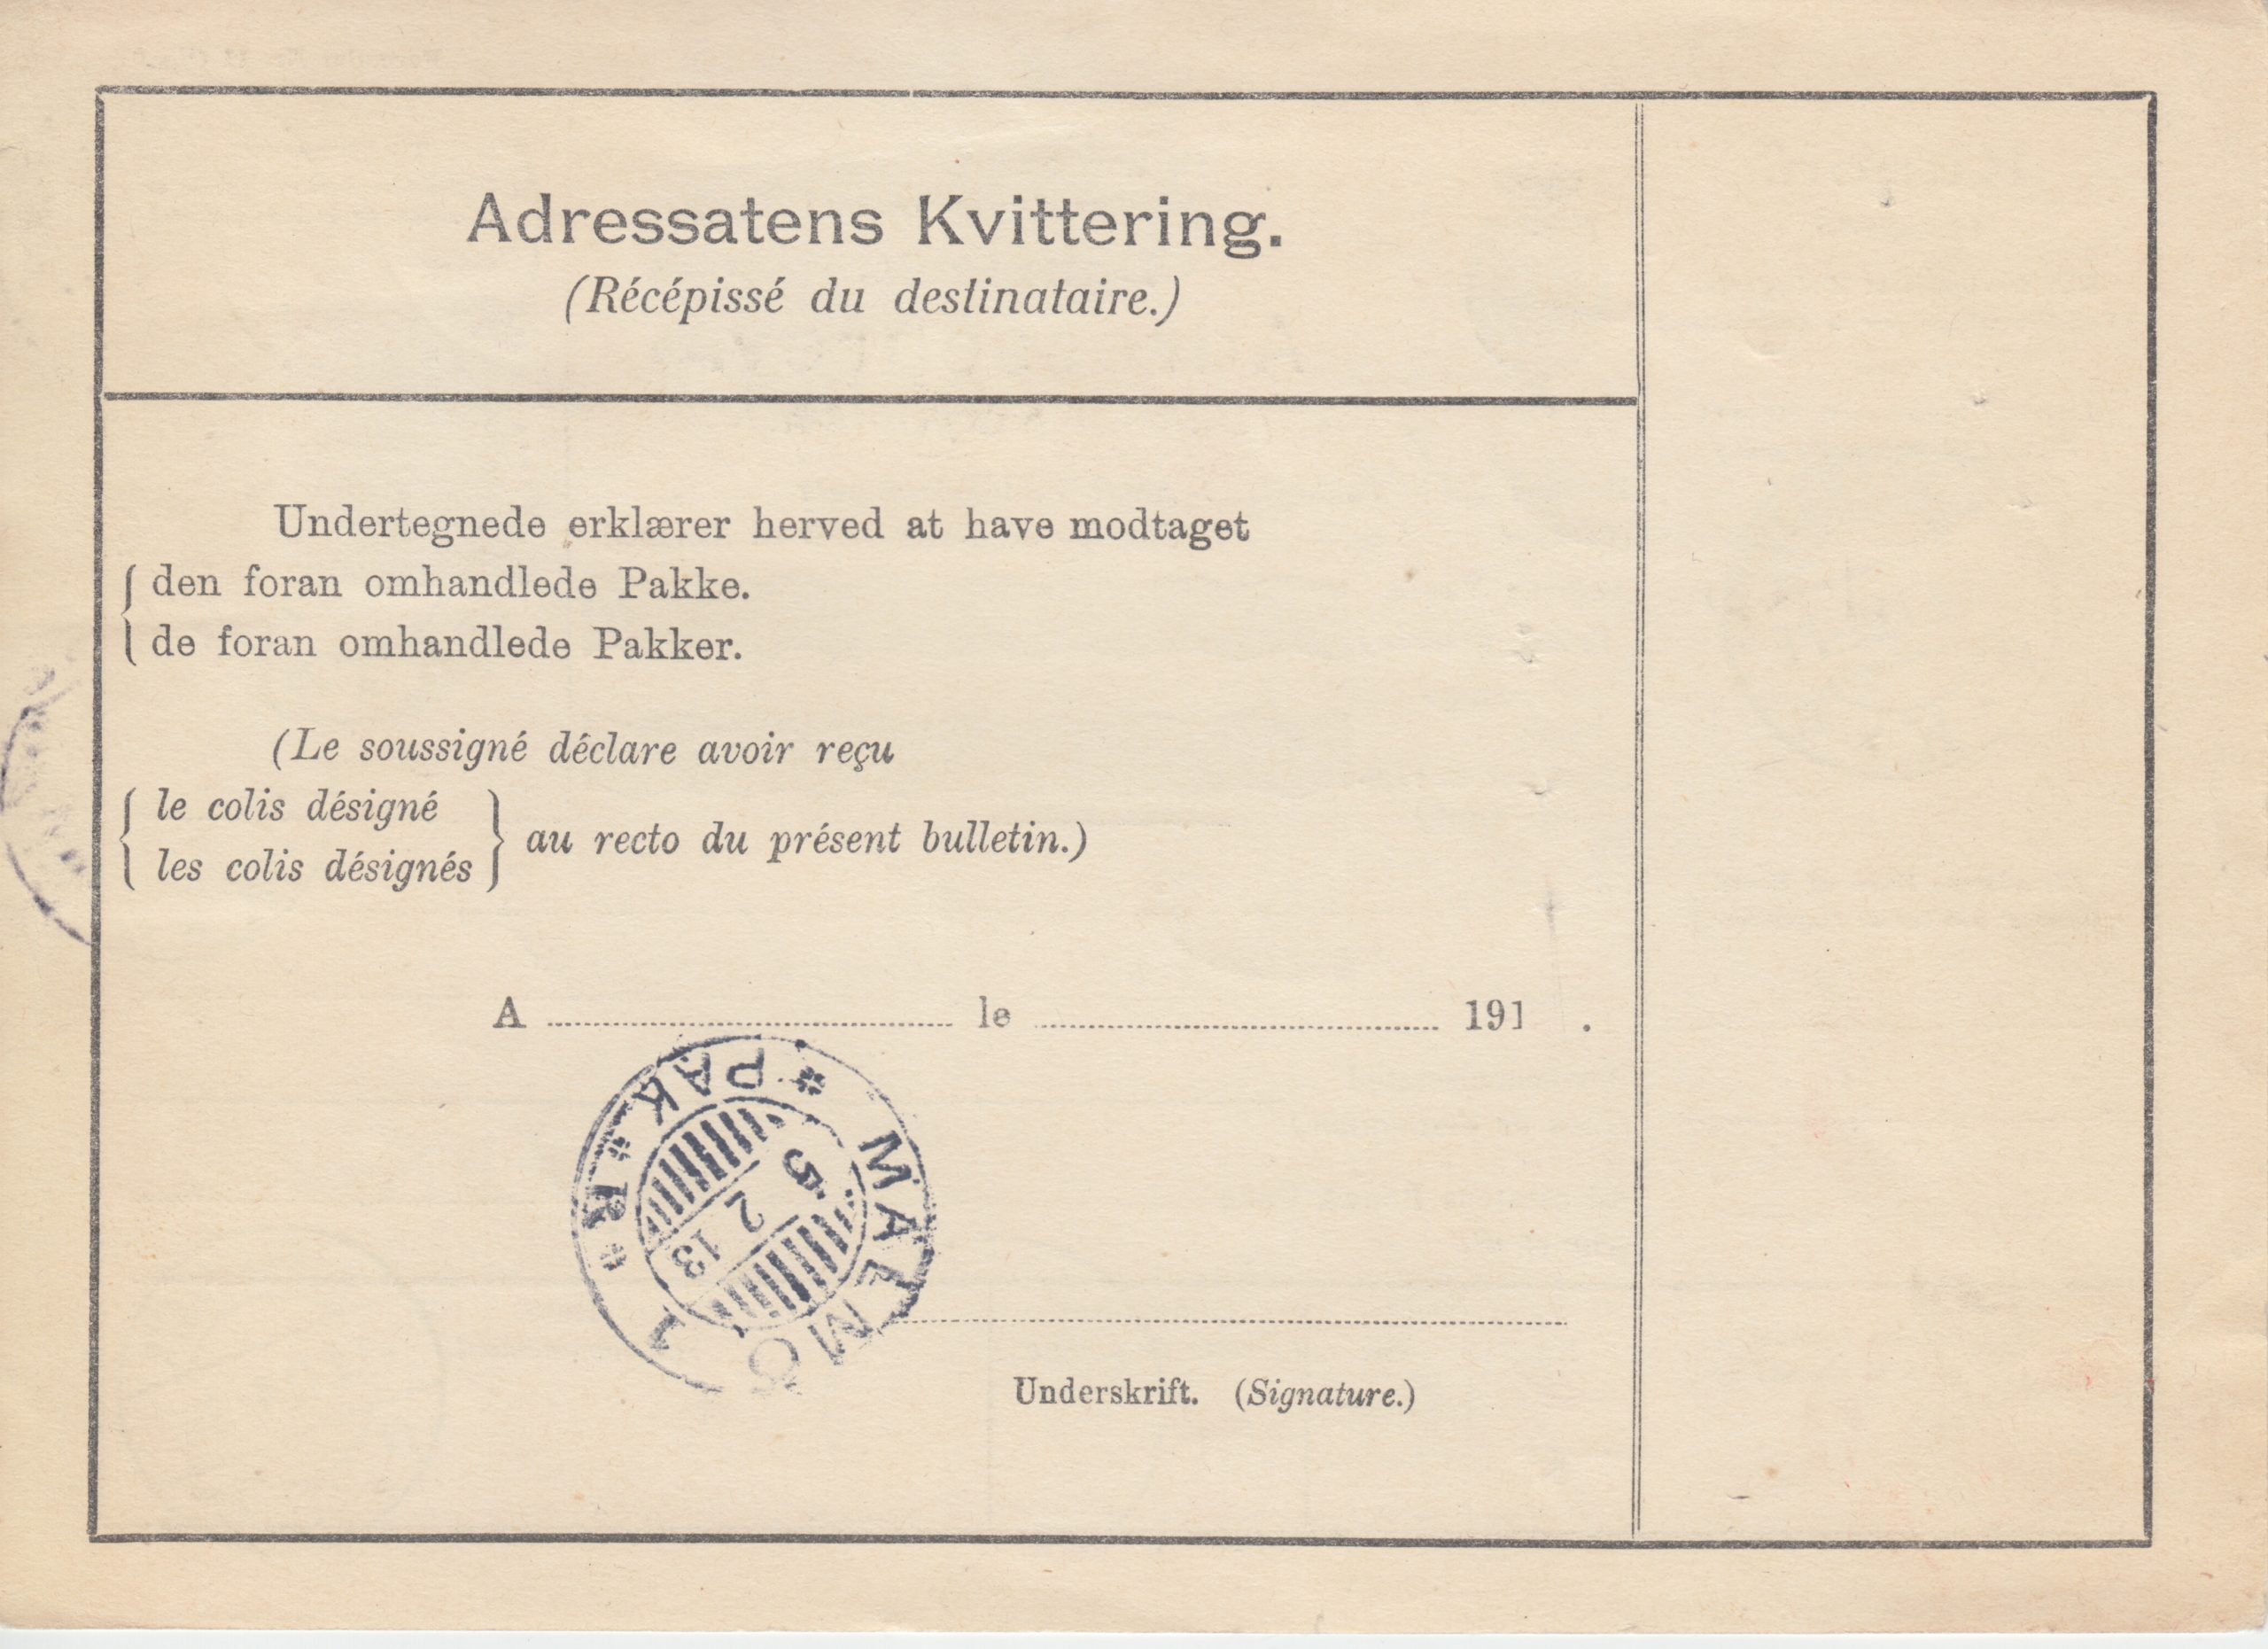 Adressatens Kvittering.
(Récépissé du destinataire.)
Undertegnede erklærer herved at have modtaget
den foran omhandlede Pakke.
de foran omhandlede Pakker.
(Le soussigné déclare avoir reçu
le colis désigné
les colis désignés
au recto du présent bulletin.)
A le 191 .
MALMÖ 1
PAK * R *
5
2
13
Underskrift. (Signature.)